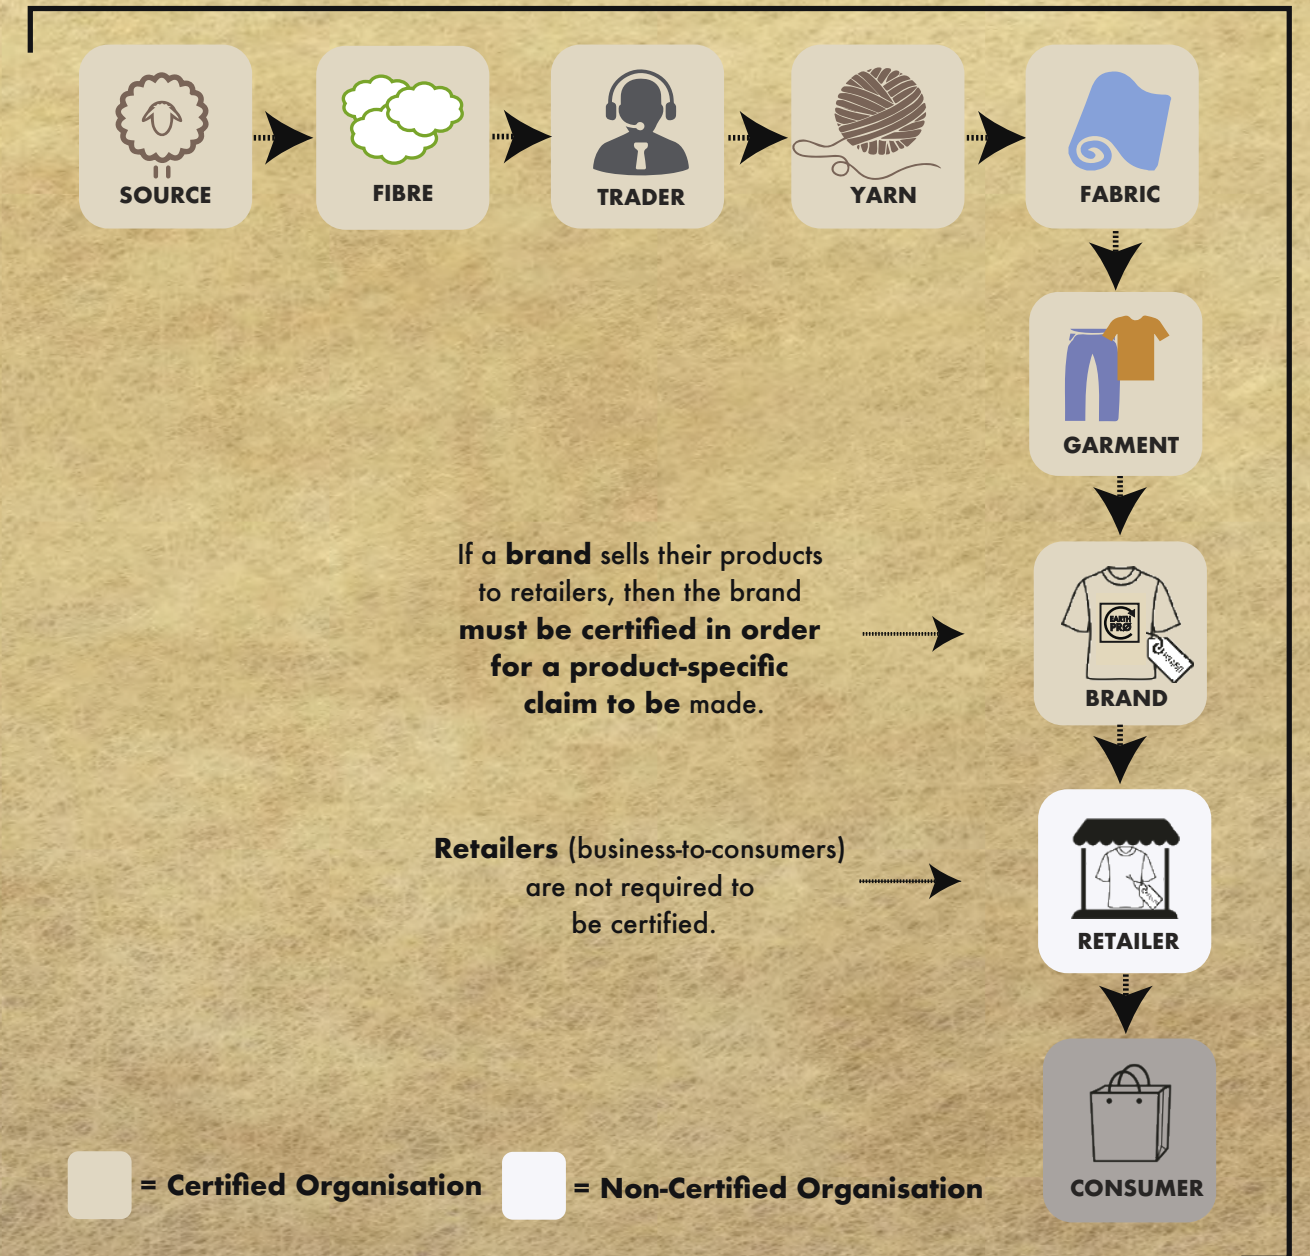 SOURCE
FIBRE
TRADER
YARN
FABRIC
GARMENT
If a brand sells their products
to retailers, then the brand
must be certified in order
for a product-specific
claim to be made.
EARTH
PRO
BRAND
Retailers (business-to-consumers)
are not required to
be certified.
RETAILER
= Certified Organisation
= Non-Certified Organisation
CONSUMER